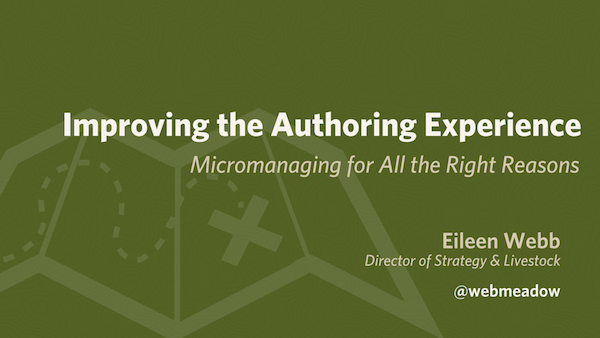 Improving the Authoring Experience
Micromanaging for All the Right Reasons
Eileen Webb
Director of Strategy & Livestock
@webmeadow